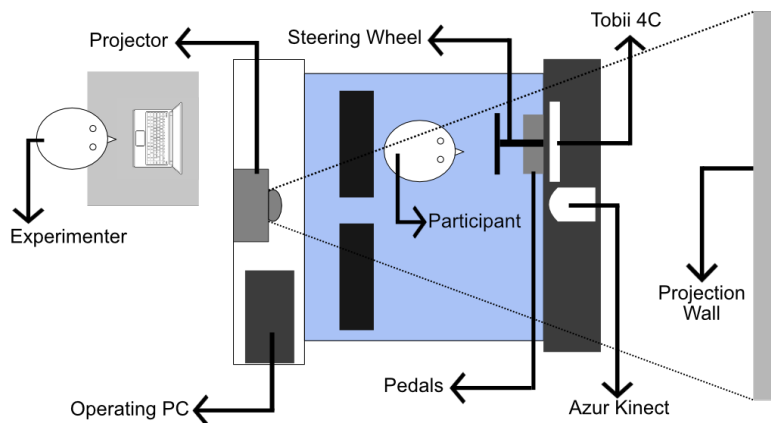 Projector
Steering Wheel
Tobii 4C
Experimenter
Participant
Projection
Wall
Pedals
Azur Kinect
Operating PC